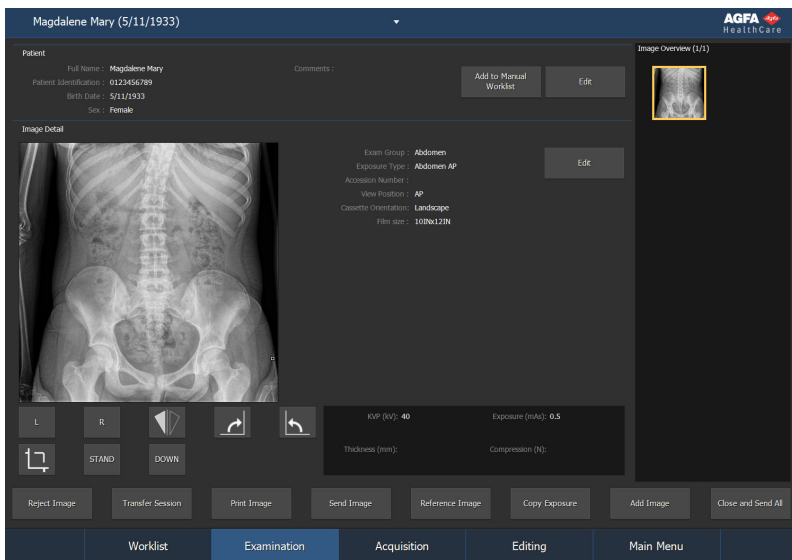 Magdalene Mary (5/11/1933)
AGFA
HealthCare
Patient
Full Name : Magdalene Mary
Patient Identification : 0123456789
Birth Date : 5/11/1933
Sex : Female
Comments :
Add to Manual
Worklist
Edit
Image Overview (1/1)
Image Detail
Exam Group : Abdomen
Exposure Type : Abdomen AP
Accession Number :
View Position : AP
Cassette Orientation: Landscape
Film size : 10INx12IN
Edit
L
R
STAND
DOWN
KVP (kV): 40
Exposure (mAs): 0.5
Thickness (mm):
Compression (N):
Reject Image
Transfer Session
Print Image
Send Image
Reference Image
Copy Exposure
Add Image
Close and Send All
Worklist
Examination
Acquisition
Editing
Main Menu